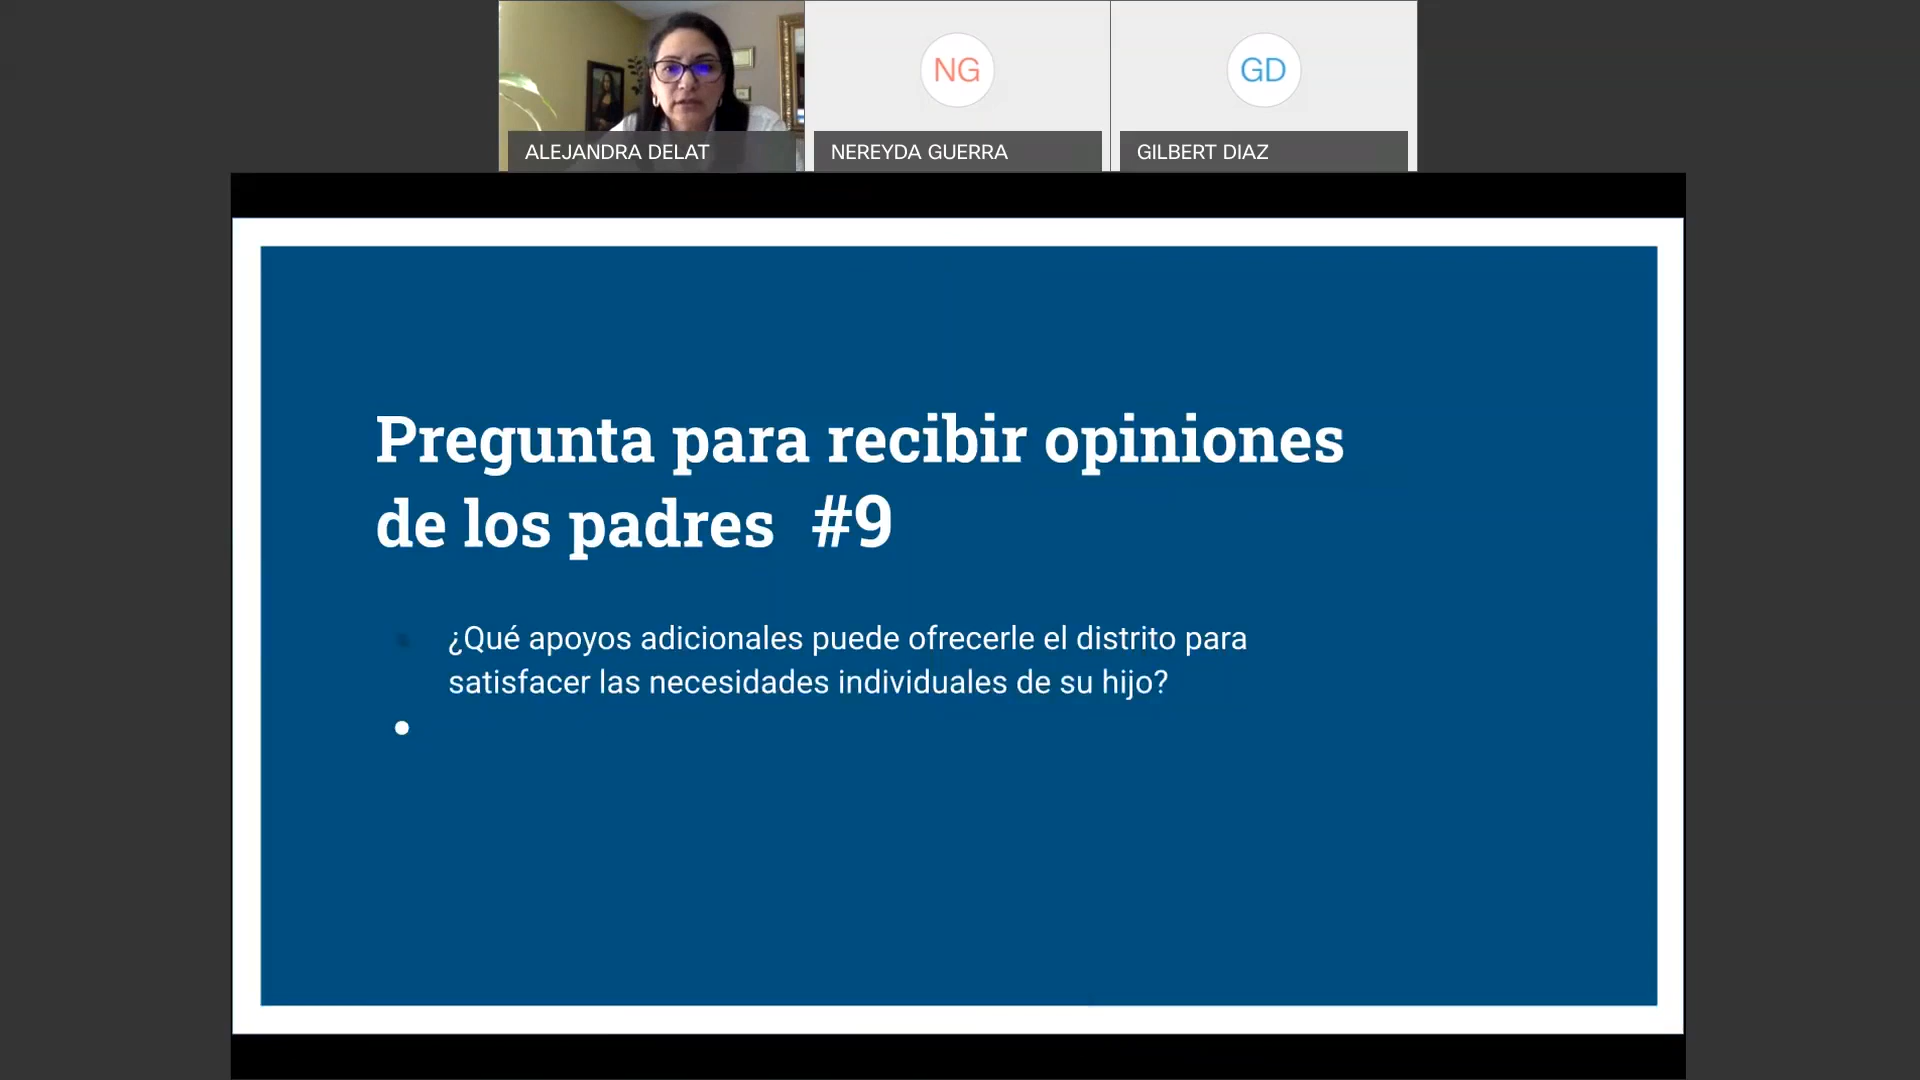 NG
GD
ALEJANDRA DELAT
NEREYDA GUERRA
GILBERT DIAZ
Pregunta para recibir opiniones
de los padres #9
¿Qué apoyos adicionales puede ofrecerle el distrito para
satisfacer las necesidades individuales de su hijo?